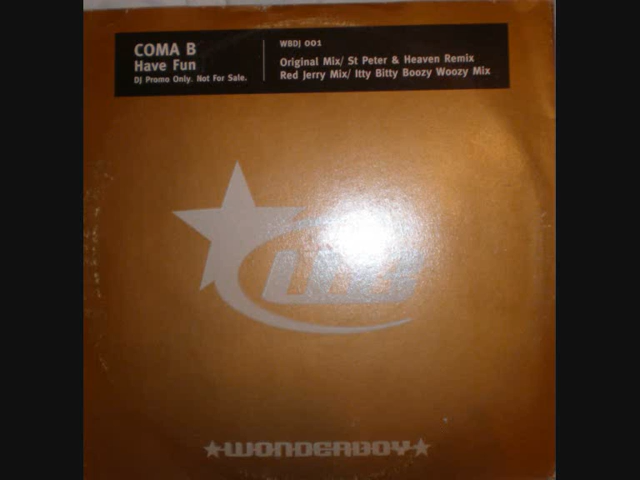 COMA B
Have Fun
DJ Promo Only. Not For Sale.
WBDJ 001
Original Mix/ St Peter & Heaven Remix
Red Jerry Mix/ Itty Bitty Boozy Woozy Mix
WONDERBOY